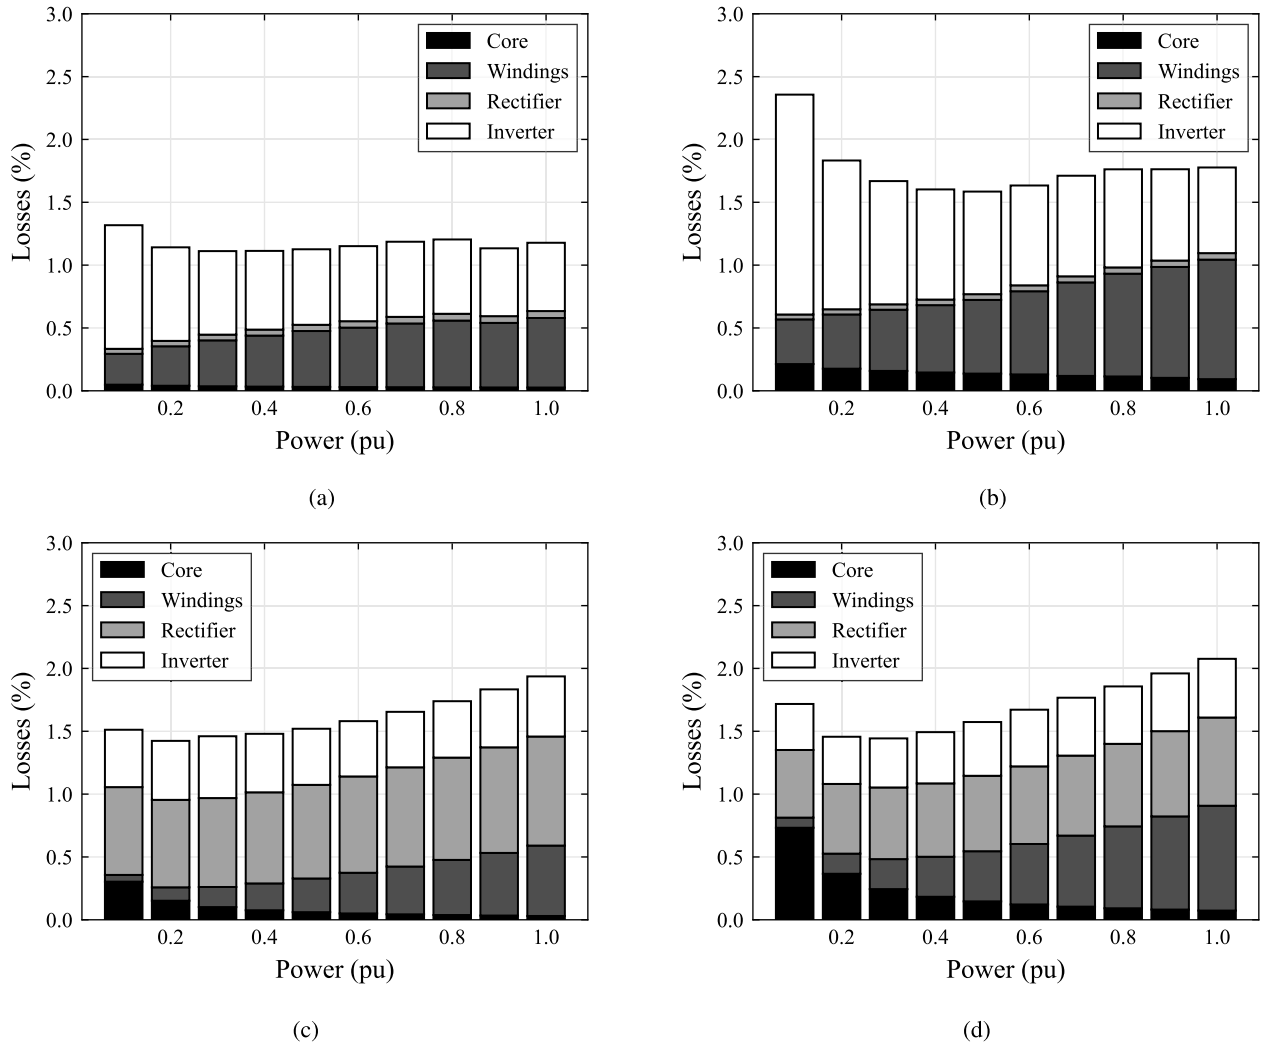 3.0
2.5
2.0
1.5
1.0
0.5
0.0
Losses (%)
Core
Windings
Rectifier
Inverter
0.2 0.4 0.6 0.8 1.0
Power (pu)
(a)
3.0
2.5
2.0
1.5
1.0
0.5
0.0
Losses (%)
Core
Windings
Rectifier
Inverter
0.2 0.4 0.6 0.8 1.0
Power (pu)
(b)
3.0
2.5
2.0
1.5
1.0
0.5
0.0
Losses (%)
Core
Windings
Rectifier
Inverter
0.2 0.4 0.6 0.8 1.0
Power (pu)
(c)
3.0
2.5
2.0
1.5
1.0
0.5
0.0
Losses (%)
Core
Windings
Rectifier
Inverter
0.2 0.4 0.6 0.8 1.0
Power (pu)
(d)